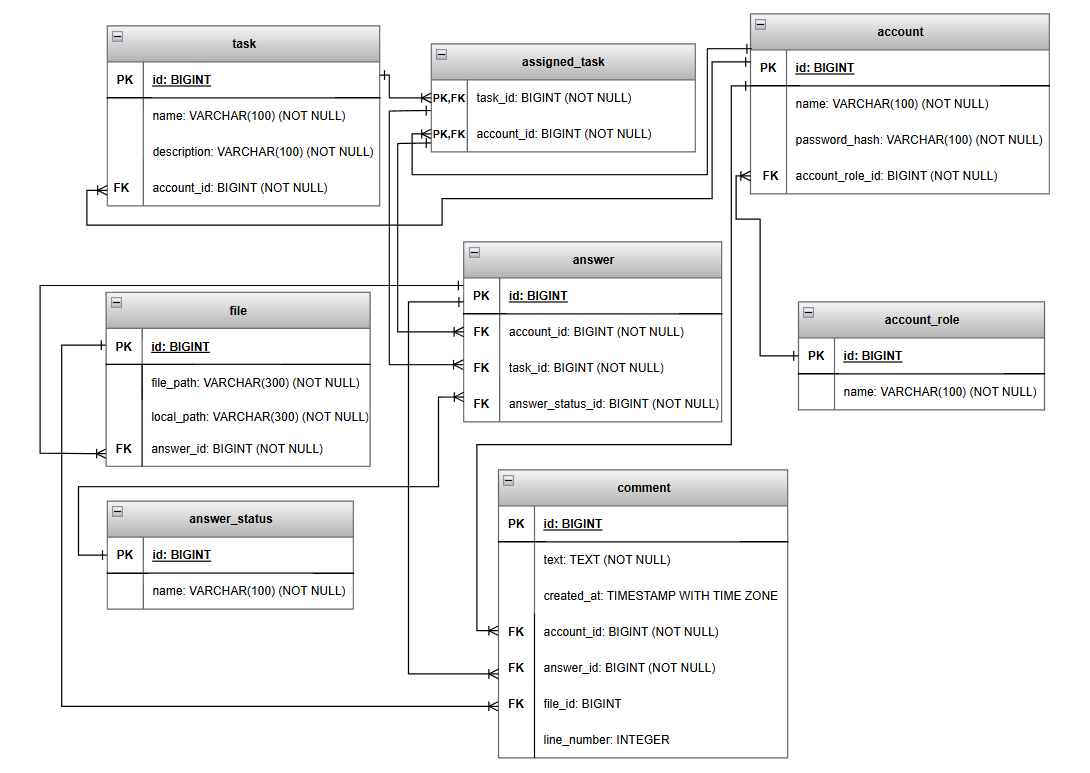 task
PK id: BIGINT
name: VARCHAR(100) (NOT NULL)
description: VARCHAR(100) (NOT NULL)
FK account_id: BIGINT (NOT NULL)
assigned_task
PK,FK task_id: BIGINT (NOT NULL)
PK,FK account_id: BIGINT (NOT NULL)
account
PK id: BIGINT
name: VARCHAR(100) (NOT NULL)
password_hash: VARCHAR(100) (NOT NULL)
FK account_role_id: BIGINT (NOT NULL)
answer
PK id: BIGINT
FK account_id: BIGINT (NOT NULL)
FK task_id: BIGINT (NOT NULL)
FK answer_status_id: BIGINT (NOT NULL)
file
PK id: BIGINT
file_path: VARCHAR(300) (NOT NULL)
local_path: VARCHAR(300) (NOT NULL)
FK answer_id: BIGINT (NOT NULL)
account_role
PK id: BIGINT
name: VARCHAR(100) (NOT NULL)
answer_status
PK id: BIGINT
name: VARCHAR(100) (NOT NULL)
comment
PK id: BIGINT
text: TEXT (NOT NULL)
created_at: TIMESTAMP WITH TIME ZONE
FK account_id: BIGINT (NOT NULL)
FK answer_id: BIGINT (NOT NULL)
FK file_id: BIGINT
line_number: INTEGER